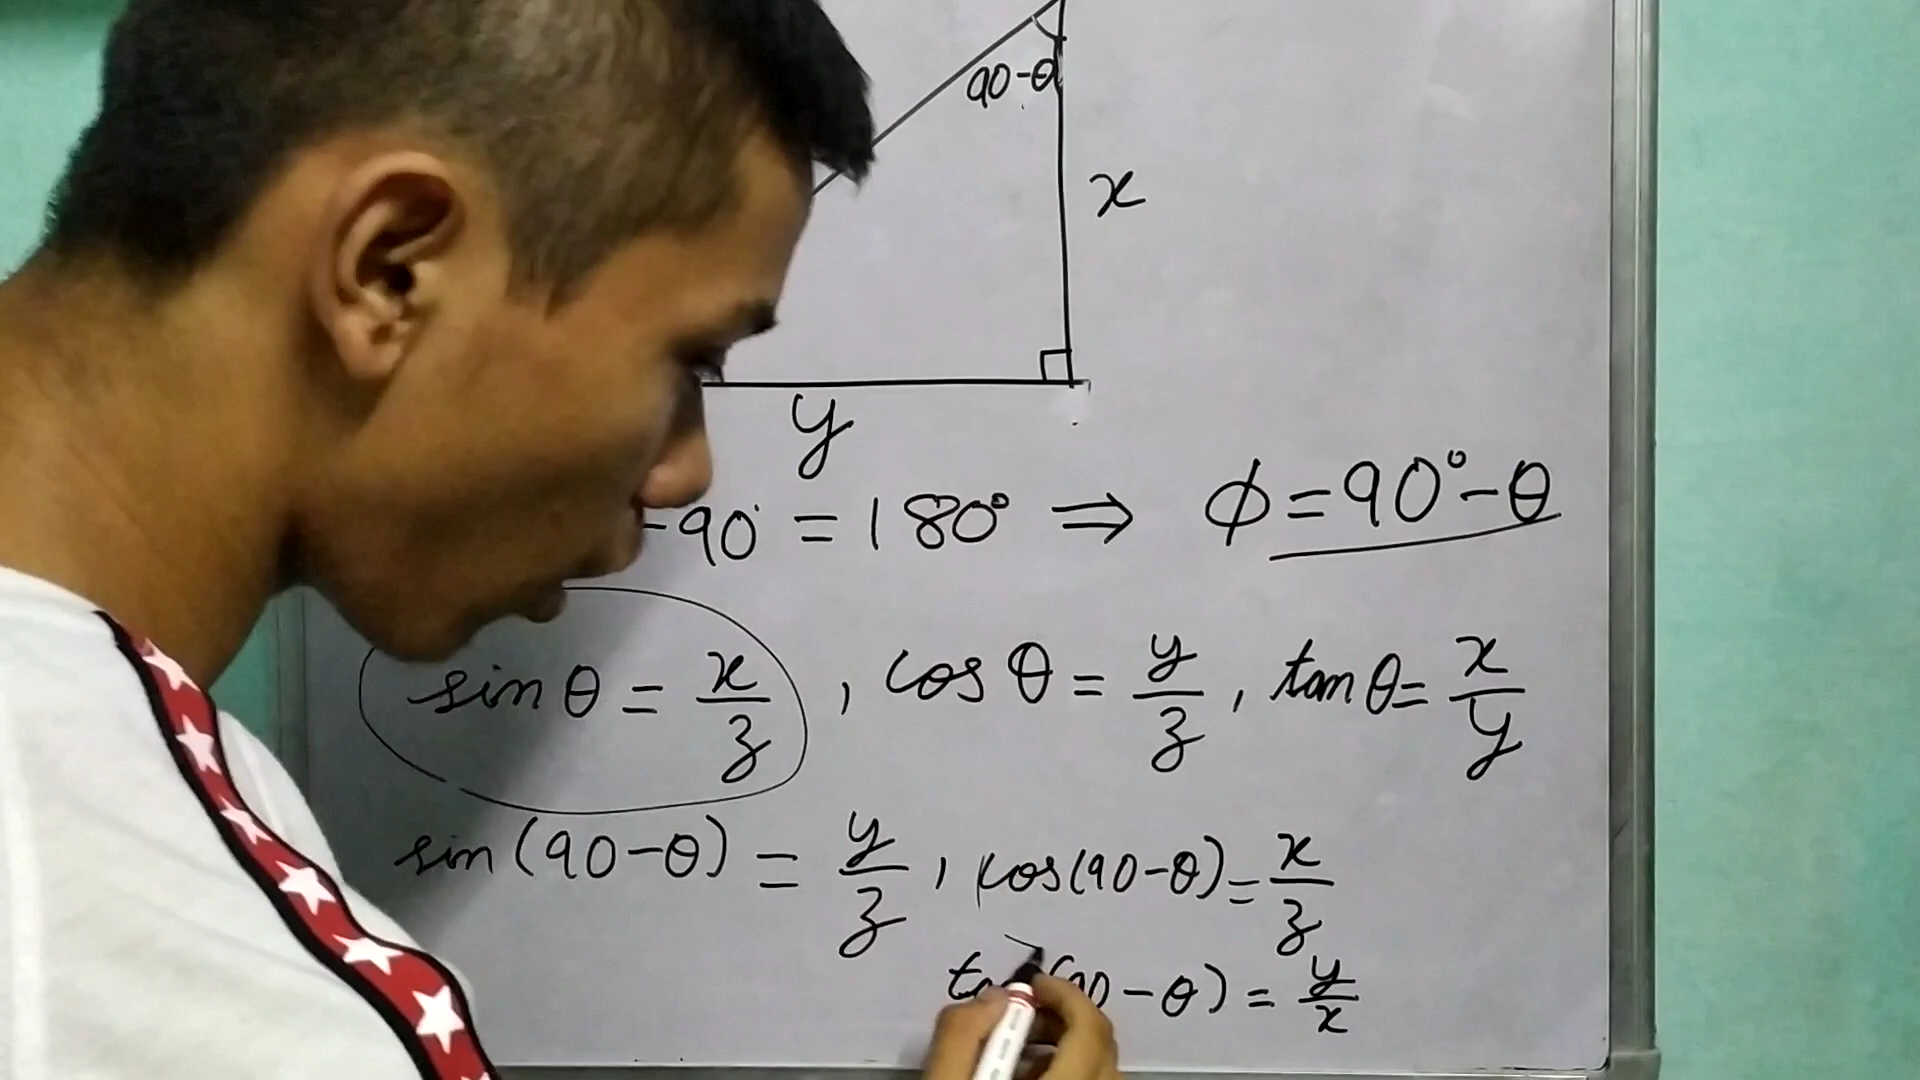 90-θ
x
y
-90° = 180° ⇒ ϕ = 90° - θ
sin θ = x/z , cos θ = y/z , tan θ = x/y
sin(90-θ) = y/z , cos(90-θ) = x/z
(90-θ) = y/x